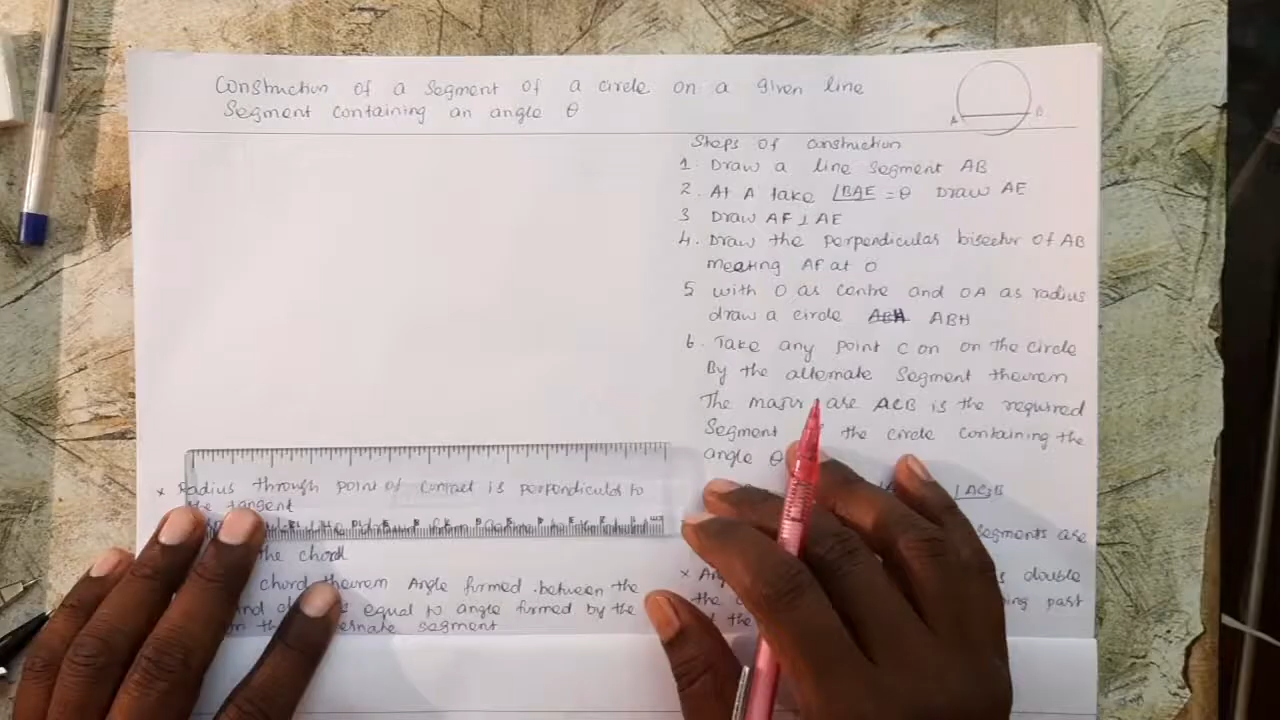 Construction of a segment of a circle on a given line
Segment containing an angle θ
A B
Steps of construction
1. Draw a line segment AB
2. At A take ∠BAE = θ Draw AE
3 Draw AF ⊥ AE
4. Draw the perpendicular bisector of AB
meeting AF at O
5 with O as centre and OA as radius
draw a circle ABH
6. Take any point C on on the circle
By the alternate segment theorem
The major arc ACB is the required
Segment the circle containing the
angle θ
∠ACB
segments are
* double
the past
the
* Radius through point of contact is perpendicular to
the tangent
the chord
chord theorem Angle formed between the
equal to angle formed by the
segment